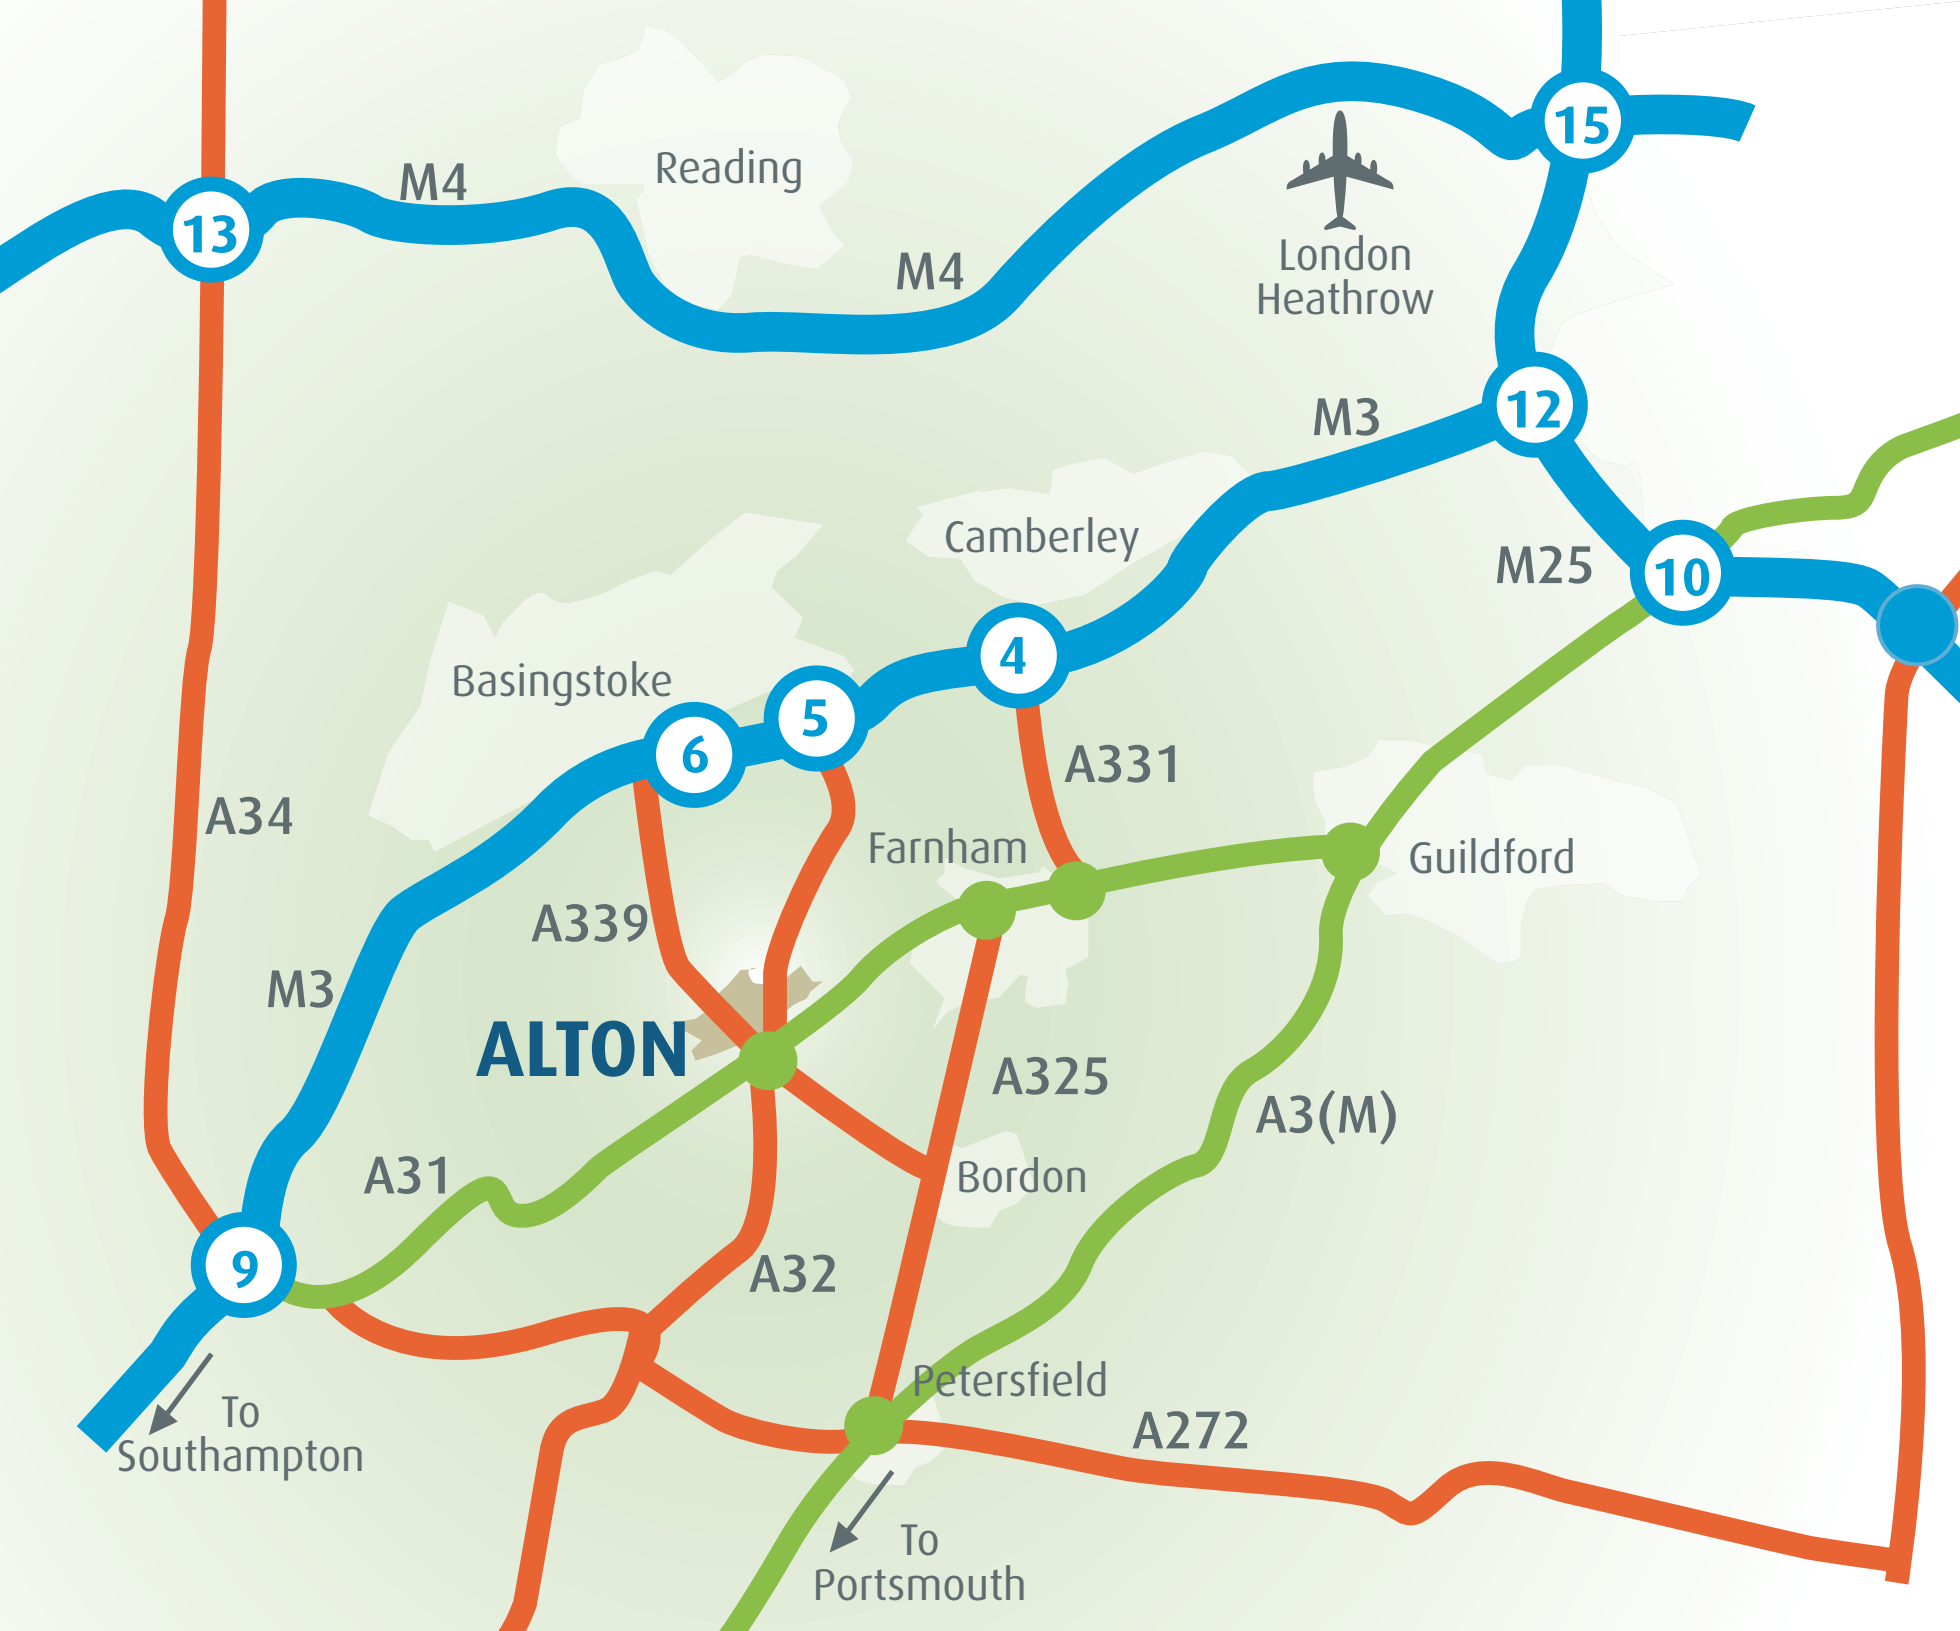 15
Reading
M4
13
M4
London
Heathrow
12
M3
Camberley
M25
10
4
Basingstoke
5
6
A331
A34
Farnham
Guildford
A339
M3
ALTON
A325
A3(M)
A31
Bordon
9
A32
Petersfield
To
Southampton
A272
To
Portsmouth